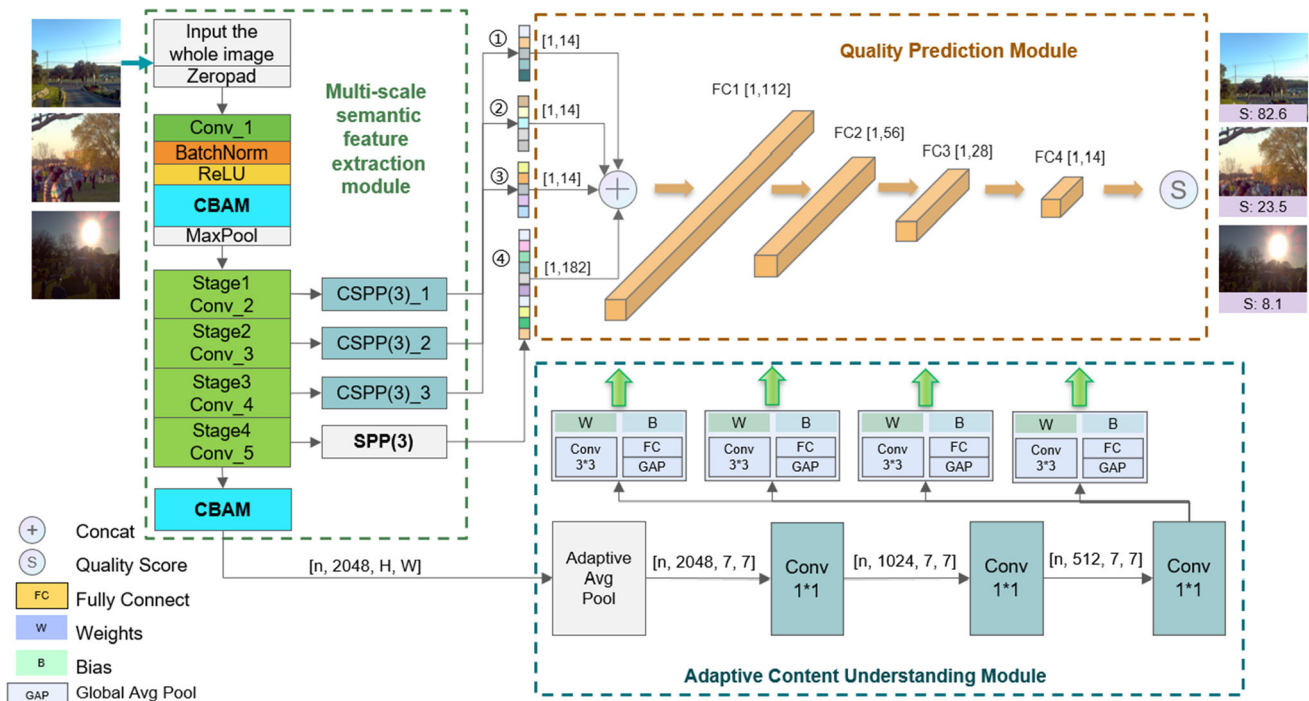 Input the
whole image
Zeropad
Conv_1
BatchNorm
ReLU
CBAM
MaxPool
Stage1
Conv_2
Stage2
Conv_3
Stage3
Conv_4
Stage4
Conv_5
CBAM
Multi-scale
semantic
feature
extraction
module
CSPP(3)_1
CSPP(3)_2
CSPP(3)_3
SPP(3)
①
[1,14]
②
[1,14]
③
[1,14]
④
[1,182]
+
Quality Prediction Module
FC1 [1,112]
FC2 [1,56]
FC3 [1,28]
FC4 [1,14]
S
S: 82.6
S: 23.5
S: 8.1
W B
Conv
3*3
FC
GAP
W B
Conv
3*3
FC
GAP
W B
Conv
3*3
FC
GAP
W B
Conv
3*3
FC
GAP
[n, 2048, H, W]
Adaptive
Avg
Pool
[n, 2048, 7, 7]
Conv
1*1
[n, 1024, 7, 7]
Conv
1*1
[n, 512, 7, 7]
Conv
1*1
Adaptive Content Understanding Module
+ Concat
S Quality Score
FC Fully Connect
W Weights
B Bias
GAP Global Avg Pool